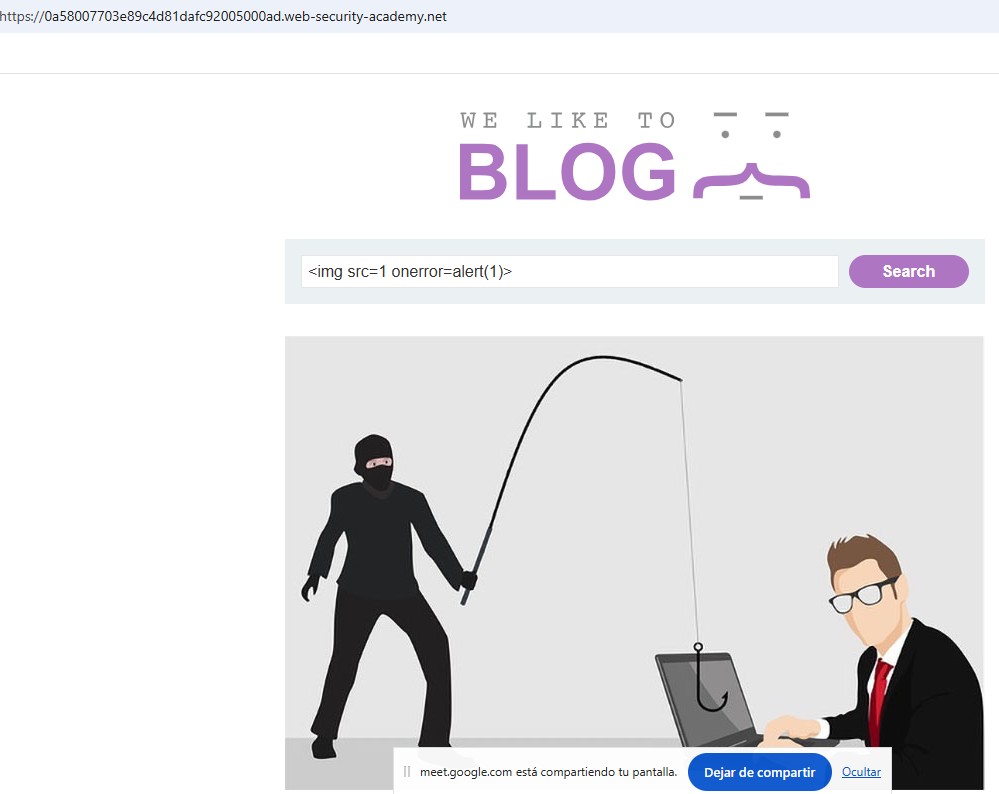 https://0a58007703e89c4d81dafc92005000ad.web-security-academy.net
WE LIKE TO
BLOG
<img src=1 onerror=alert(1)>
Search
meet.google.com está compartiendo tu pantalla.
Dejar de compartir
Ocultar